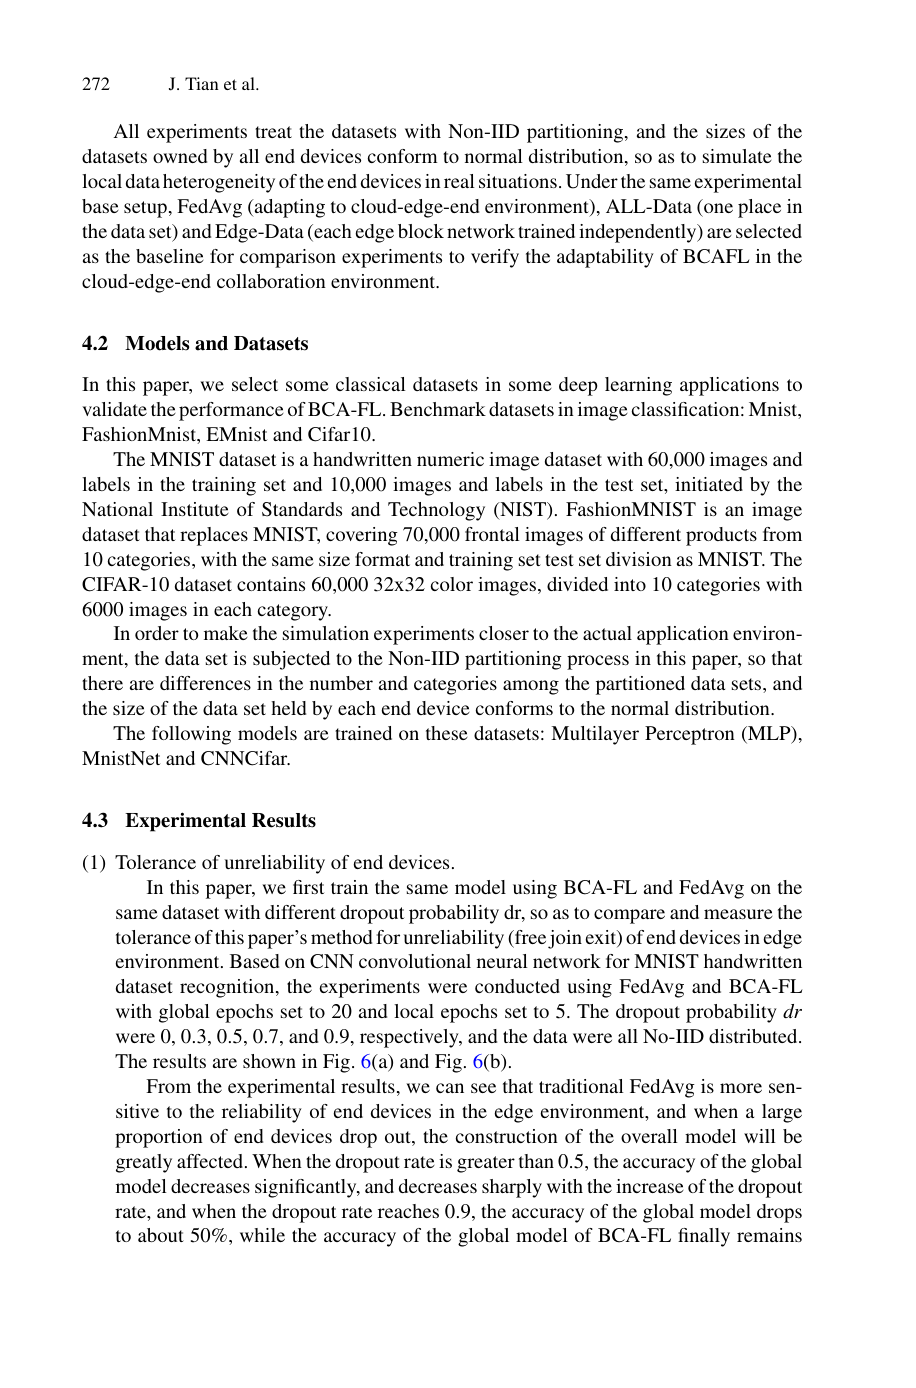 272 J. Tian et al.
All experiments treat the datasets with Non-IID partitioning, and the sizes of the
datasets owned by all end devices conform to normal distribution, so as to simulate the
local data heterogeneity of the end devices in real situations. Under the same experimental
base setup, FedAvg (adapting to cloud-edge-end environment), ALL-Data (one place in
the data set) and Edge-Data (each edge block network trained independently) are selected
as the baseline for comparison experiments to verify the adaptability of BCAFL in the
cloud-edge-end collaboration environment.
4.2 Models and Datasets
In this paper, we select some classical datasets in some deep learning applications to
validate the performance of BCA-FL. Benchmark datasets in image classification: Mnist,
FashionMnist, EMnist and Cifar10.
The MNIST dataset is a handwritten numeric image dataset with 60,000 images and
labels in the training set and 10,000 images and labels in the test set, initiated by the
National Institute of Standards and Technology (NIST). FashionMNIST is an image
dataset that replaces MNIST, covering 70,000 frontal images of different products from
10 categories, with the same size format and training set test set division as MNIST. The
CIFAR-10 dataset contains 60,000 32x32 color images, divided into 10 categories with
6000 images in each category.
In order to make the simulation experiments closer to the actual application environ-
ment, the data set is subjected to the Non-IID partitioning process in this paper, so that
there are differences in the number and categories among the partitioned data sets, and
the size of the data set held by each end device conforms to the normal distribution.
The following models are trained on these datasets: Multilayer Perceptron (MLP),
MnistNet and CNNCifar.
4.3 Experimental Results
(1) Tolerance of unreliability of end devices.
In this paper, we first train the same model using BCA-FL and FedAvg on the
same dataset with different dropout probability dr, so as to compare and measure the
tolerance of this paper's method for unreliability (free join exit) of end devices in edge
environment. Based on CNN convolutional neural network for MNIST handwritten
dataset recognition, the experiments were conducted using FedAvg and BCA-FL
with global epochs set to 20 and local epochs set to 5. The dropout probability dr
were 0, 0.3, 0.5, 0.7, and 0.9, respectively, and the data were all No-IID distributed.
The results are shown in Fig. 6(a) and Fig. 6(b).
From the experimental results, we can see that traditional FedAvg is more sen-
sitive to the reliability of end devices in the edge environment, and when a large
proportion of end devices drop out, the construction of the overall model will be
greatly affected. When the dropout rate is greater than 0.5, the accuracy of the global
model decreases significantly, and decreases sharply with the increase of the dropout
rate, and when the dropout rate reaches 0.9, the accuracy of the global model drops
to about 50%, while the accuracy of the global model of BCA-FL finally remains